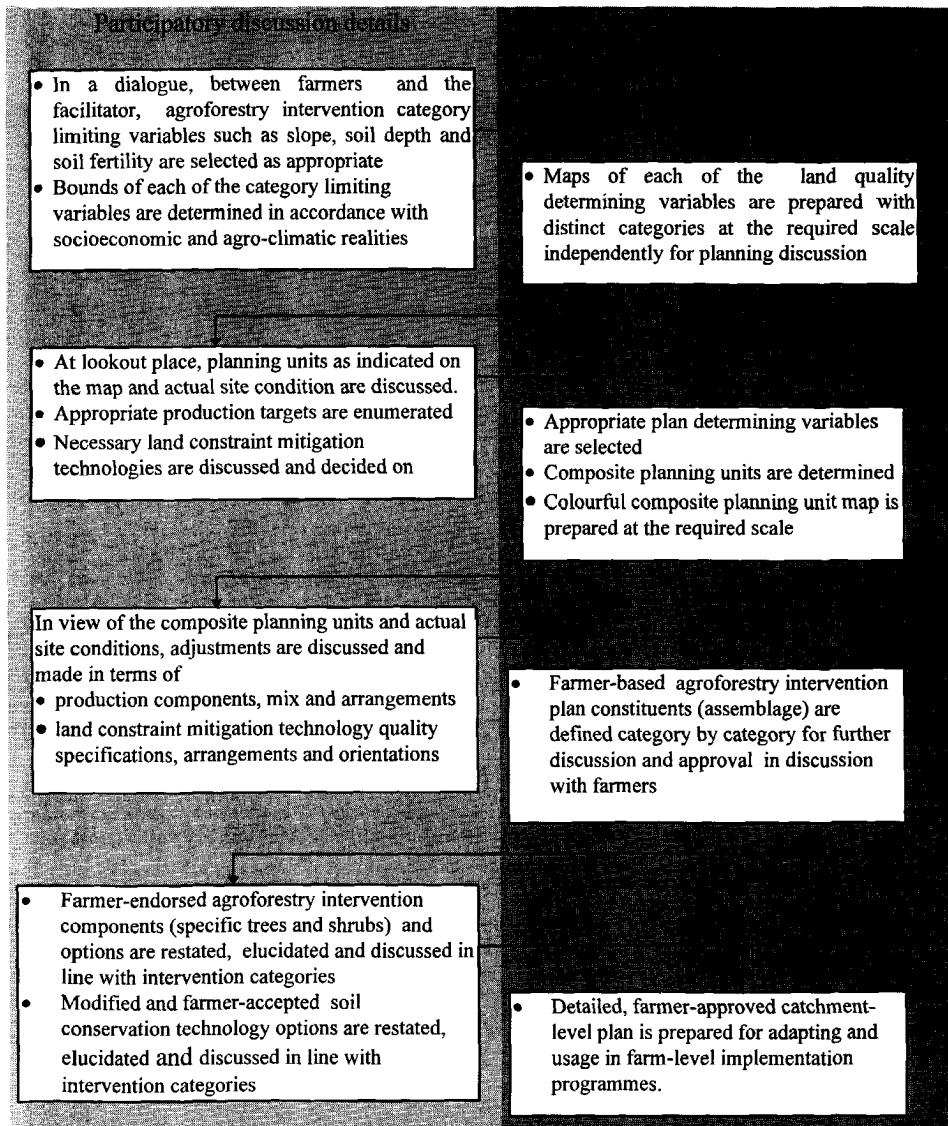 Participatory discussion details
• In a dialogue, between farmers and the
facilitator, agroforestry intervention category
limiting variables such as slope, soil depth and
soil fertility are selected as appropriate
• Bounds of each of the category limiting
variables are determined in accordance with
socioeconomic and agro-climatic realities
• Maps of each of the land quality
determining variables are prepared with
distinct categories at the required scale
independently for planning discussion
• At lookout place, planning units as indicated on
the map and actual site condition are discussed.
• Appropriate production targets are enumerated
• Necessary land constraint mitigation
technologies are discussed and decided on
• Appropriate plan determining variables
are selected
• Composite planning units are determined
• Colourful composite planning unit map is
prepared at the required scale
In view of the composite planning units and actual
site conditions, adjustments are discussed and
made in terms of
• production components, mix and arrangements
• land constraint mitigation technology quality
specifications, arrangements and orientations
• Farmer-based agroforestry intervention
plan constituents (assemblage) are
defined category by category for further
discussion and approval in discussion
with farmers
• Farmer-endorsed agroforestry intervention
components (specific trees and shrubs) and
options are restated, elucidated and discussed in
line with intervention categories
• Modified and farmer-accepted soil
conservation technology options are restated,
elucidated and discussed in line with
intervention categories
• Detailed, farmer-approved catchment-
level plan is prepared for adapting and
usage in farm-level implementation
programmes.